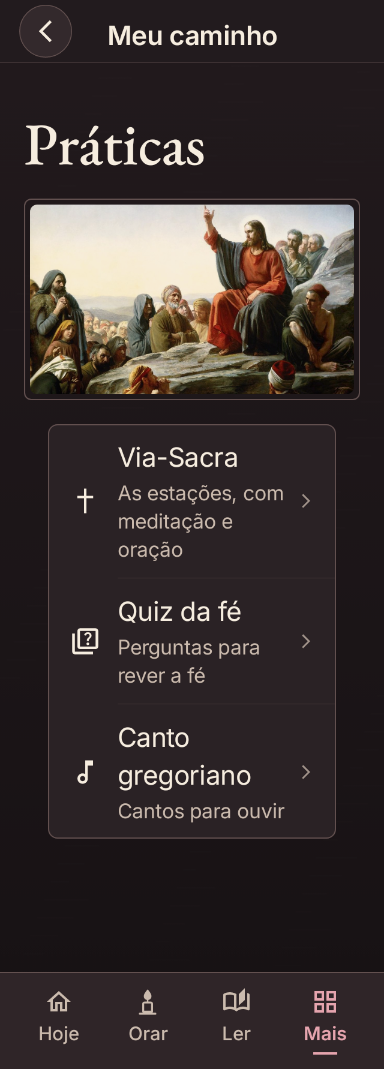 Meu caminho
Práticas
Via-Sacra
As estações, com
meditação e
oração
Quiz da fé
Perguntas para
rever a fé
Canto
gregoriano
Cantos para ouvir
Hoje
Orar
Ler
Mais